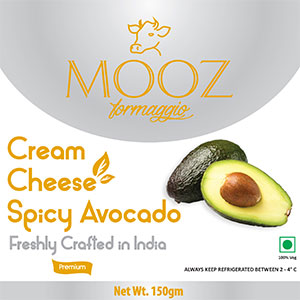 MOOZ
formaggio
Cream
Cheese
Spicy Avocado
Freshly Crafted in India
Premium
100% Veg
ALWAYS KEEP REFRIGERATED BETWEEN 2 - 4° C
Net Wt. 150gm